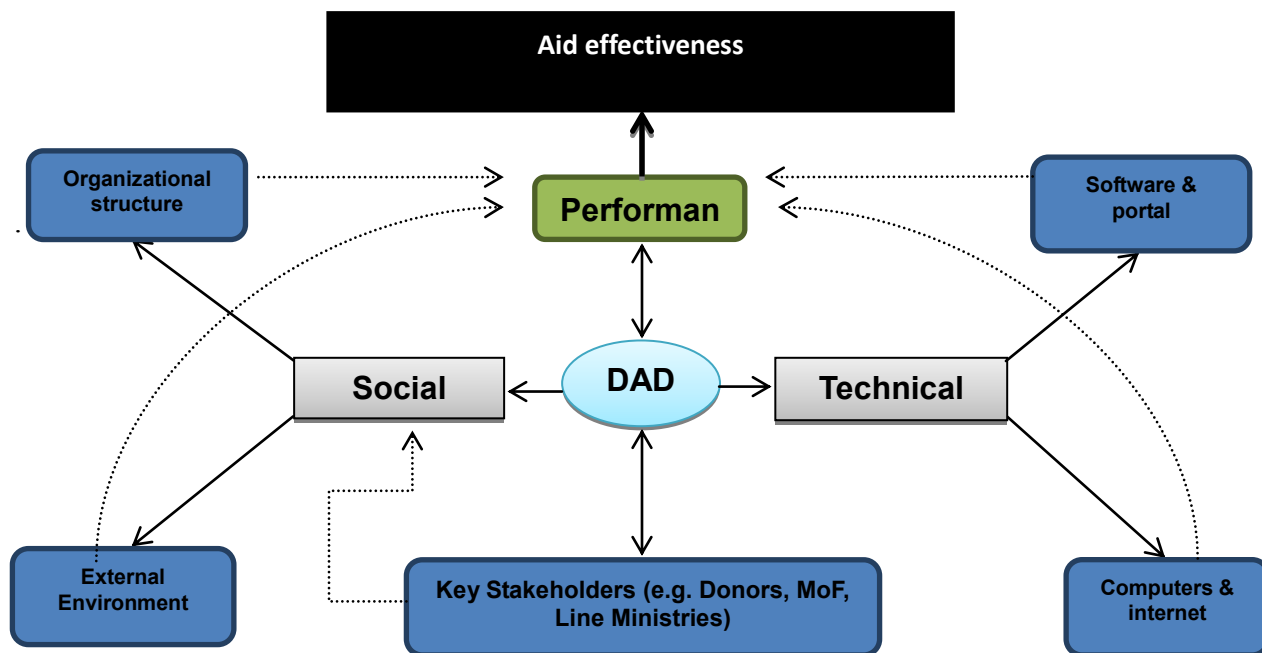 Aid effectiveness
Organizational
structure
Performan
Software &
portal
Social
DAD
Technical
External
Environment
Key Stakeholders (e.g. Donors, MoF,
Line Ministries)
Computers &
internet